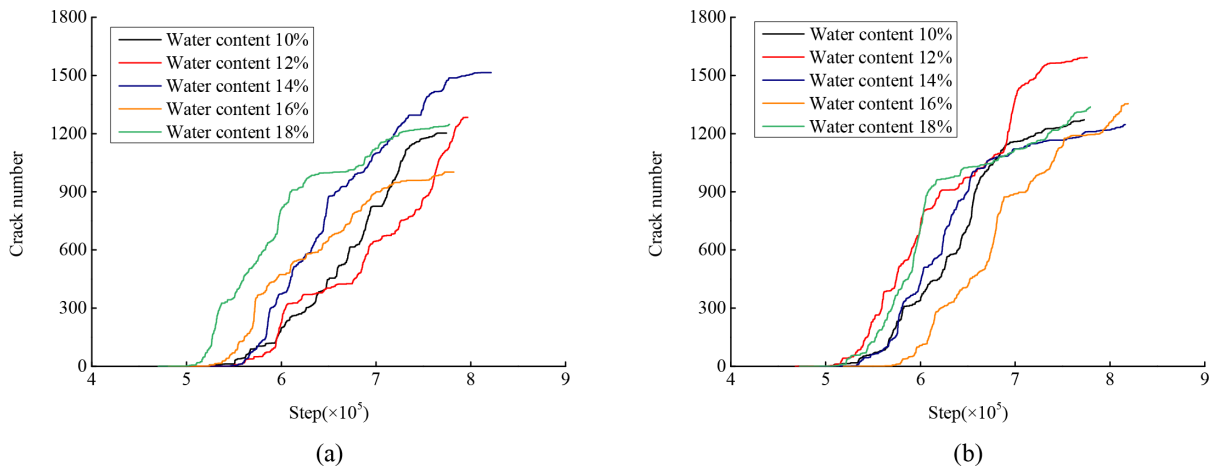 1800
1500
1200
900
600
300
0
Crack number
Water content 10%
Water content 12%
Water content 14%
Water content 16%
Water content 18%
4 5 6 7 8 9
Step(×10⁵)
(a)
1800
1500
1200
900
600
300
0
Crack number
Water content 10%
Water content 12%
Water content 14%
Water content 16%
Water content 18%
4 5 6 7 8 9
Step(×10⁵)
(b)